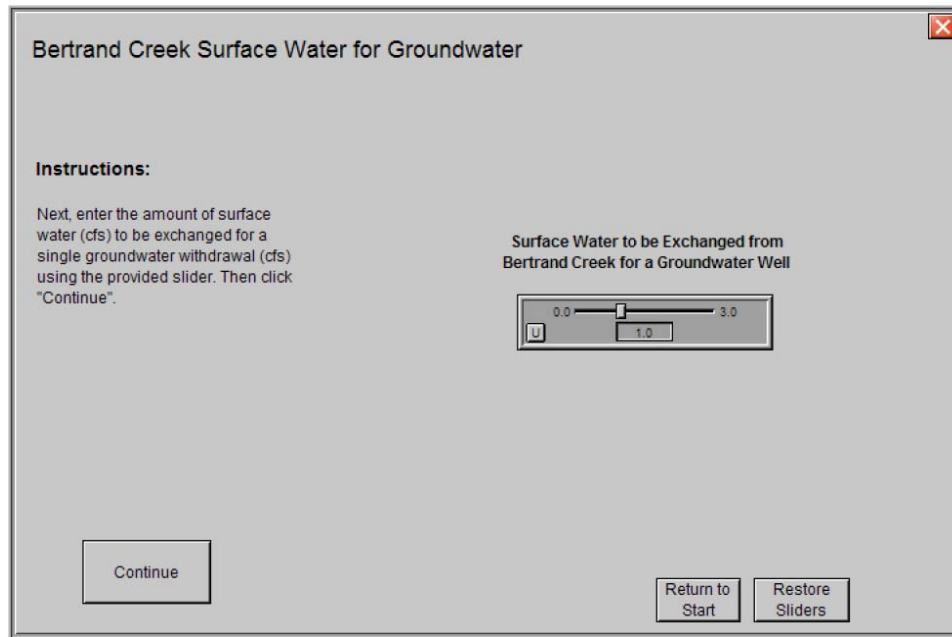 Bertrand Creek Surface Water for Groundwater
Instructions:
Next, enter the amount of surface
water (cfs) to be exchanged for a
single groundwater withdrawal (cfs)
using the provided slider. Then click
"Continue".
Surface Water to be Exchanged from
Bertrand Creek for a Groundwater Well
0.0 3.0
U 1.0
Continue
Return to
Start
Restore
Sliders